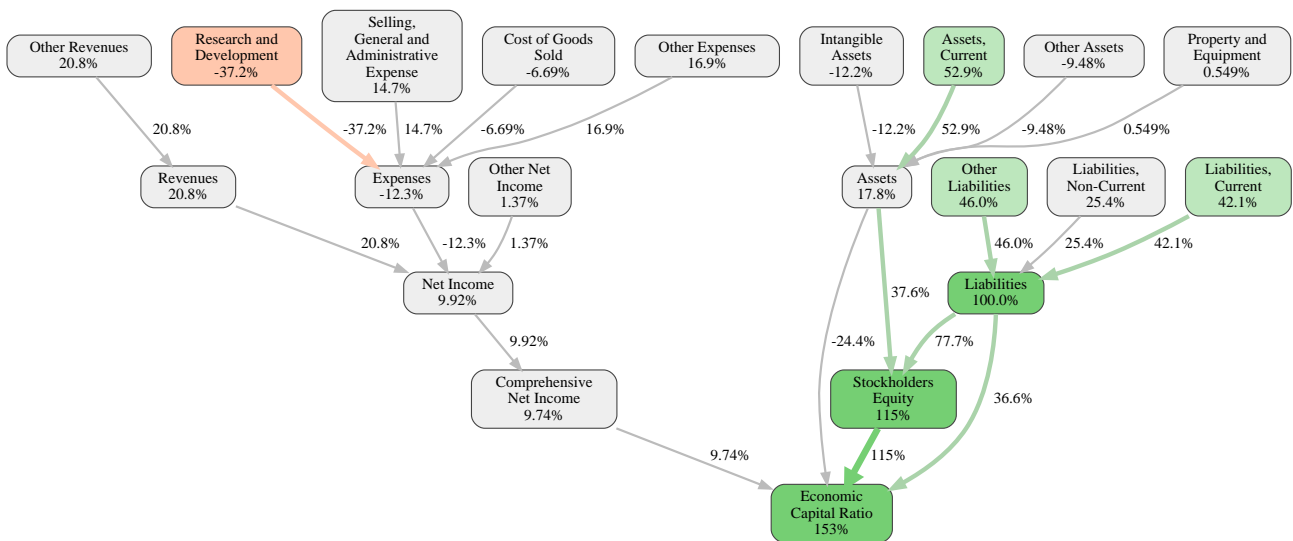 Other Revenues
20.8%
Research and
Development
-37.2%
Selling,
General and
Administrative
Expense
14.7%
Cost of Goods
Sold
-6.69%
Other Expenses
16.9%
Intangible
Assets
-12.2%
Assets,
Current
52.9%
Other Assets
-9.48%
Property and
Equipment
0.549%
20.8%
-37.2%
14.7%
-6.69%
16.9%
-12.2%
52.9%
-9.48%
0.549%
Revenues
20.8%
Expenses
-12.3%
Other Net
Income
1.37%
Assets
17.8%
Other
Liabilities
46.0%
Liabilities,
Non-Current
25.4%
Liabilities,
Current
42.1%
20.8%
-12.3%
1.37%
46.0%
25.4%
42.1%
Net Income
9.92%
37.6%
Liabilities
100.0%
9.92%
-24.4%
77.7%
Comprehensive
Net Income
9.74%
Stockholders
Equity
115%
36.6%
9.74%
115%
Economic
Capital Ratio
153%